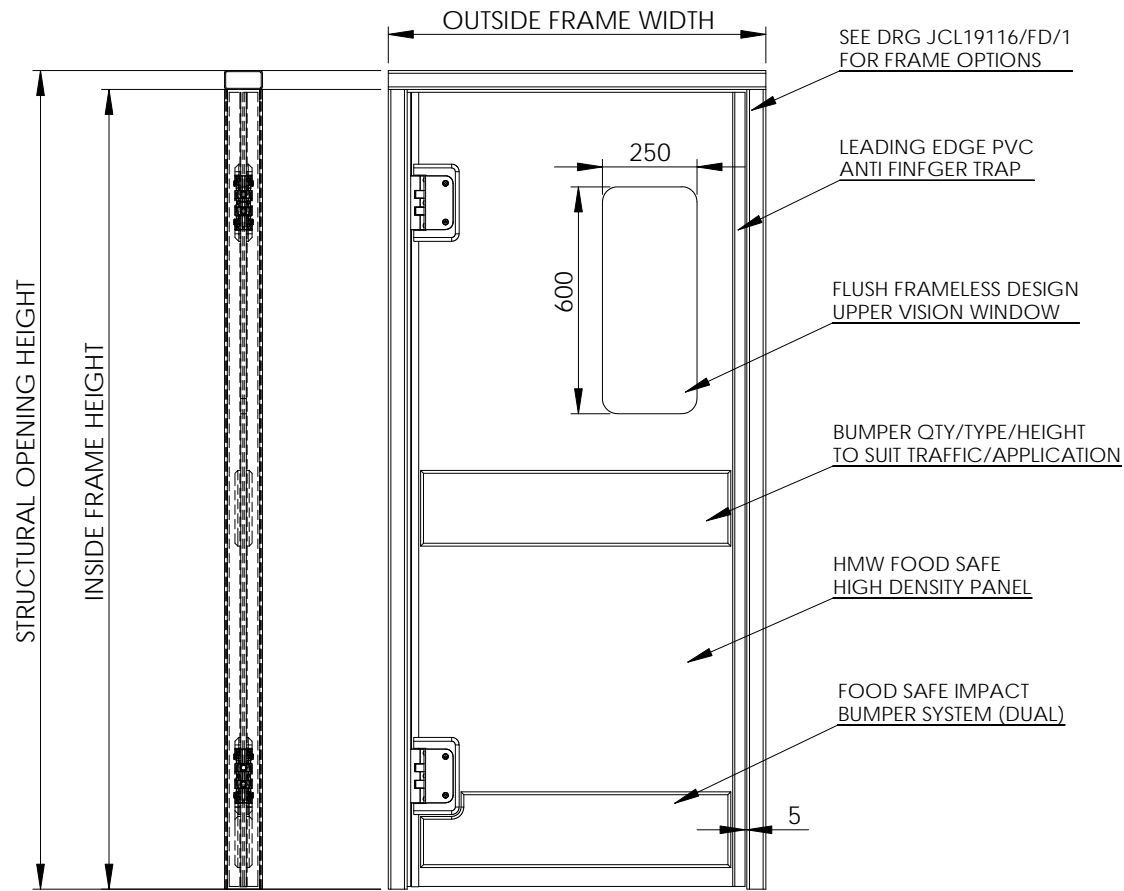 OUTSIDE FRAME WIDTH
SEE DRG JCL19116/FD/1
FOR FRAME OPTIONS
LEADING EDGE PVC
ANTI FINFGER TRAP
250
600
FLUSH FRAMELESS DESIGN
UPPER VISION WINDOW
STRUCTURAL OPENING HEIGHT
INSIDE FRAME HEIGHT
BUMPER QTY/TYPE/HEIGHT
TO SUIT TRAFFIC/APPLICATION
HMW FOOD SAFE
HIGH DENSITY PANEL
FOOD SAFE IMPACT
BUMPER SYSTEM (DUAL)
5